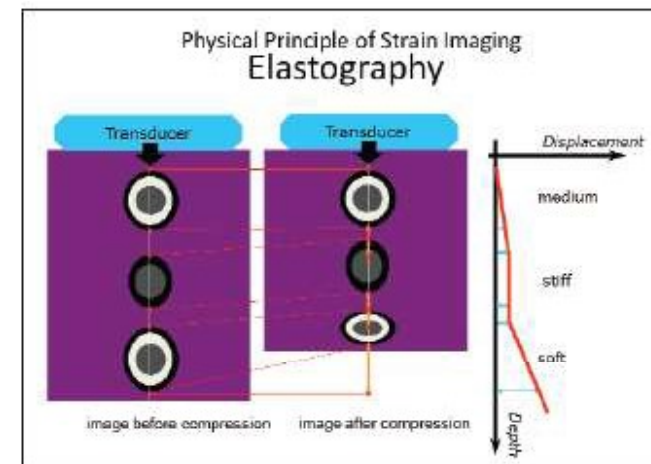 Physical Principle of Strain Imaging
Elastography
Transducer
Transducer
Displacement
medium
stiff
soft
Depth
image before compression
image after compression